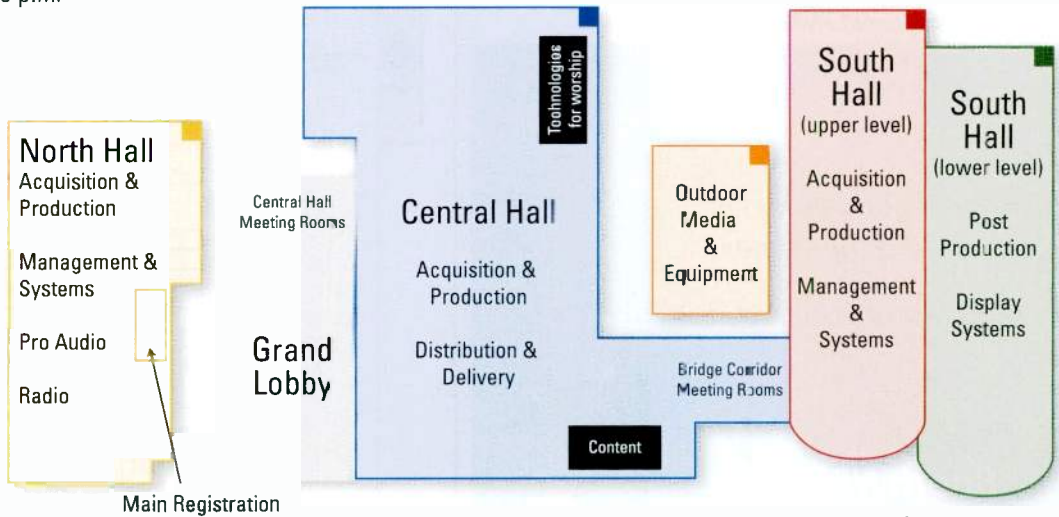 p.m.
North Hall
Acquisition &
Production
Management &
Systems
Pro Audio
Radio
Main Registration
Central Hall
Meeting Rooms
Grand
Lobby
Toohnologies
for worship
Central Hall
Acquisition &
Production
Distribution &
Delivery
Content
Outdoor
Media
&
Equipment
Bridge Corridor
Meeting Rooms
South
Hall
(upper level)
Acquisition
&
Production
Management
&
Systems
South
Hall
(lower level)
Post
Production
Display
Systems